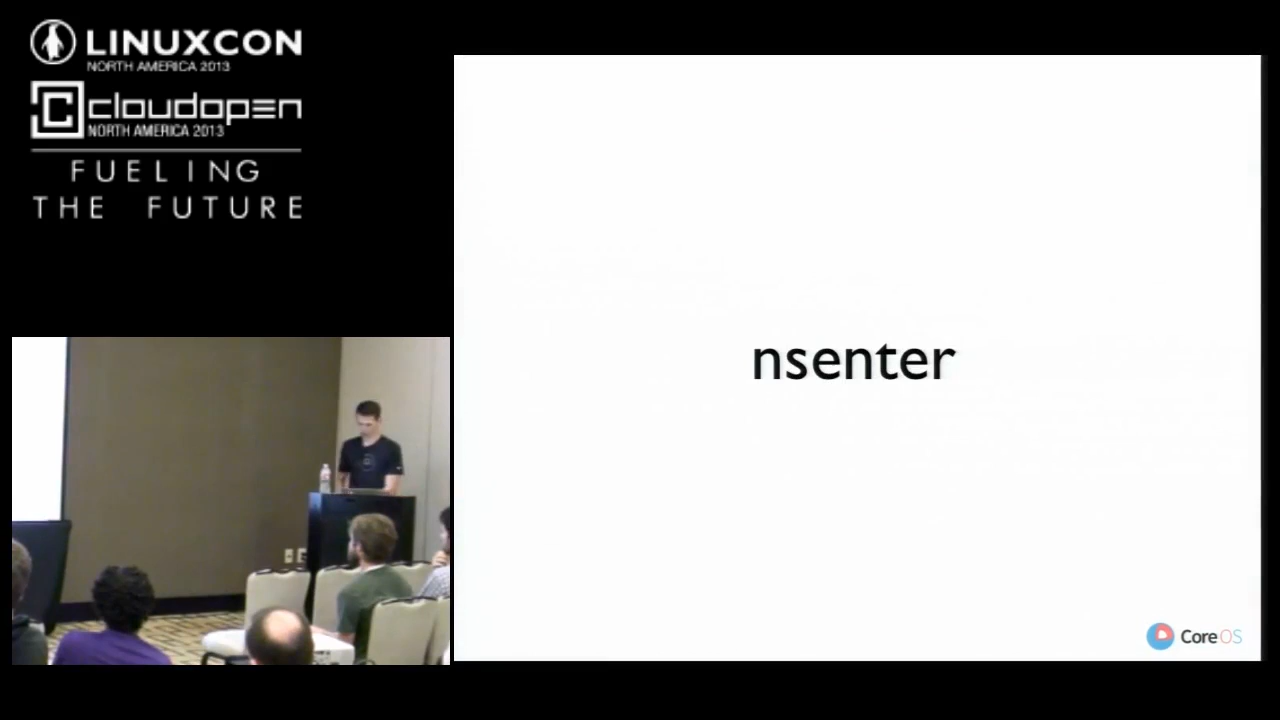 LINUXCON
NORTH AMERICA 2013
cloudopen
NORTH AMERICA 2013
FUELING
THE FUTURE
nsenter
CoreOS